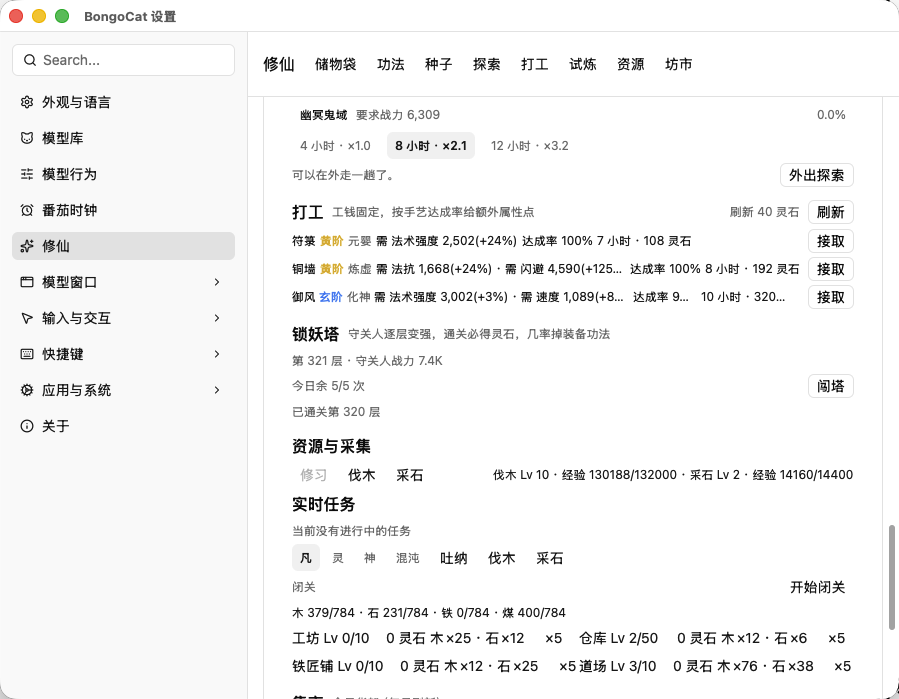 BongoCat 设置
Search...
外观与语言
模型库
模型行为
番茄时钟
修仙
模型窗口
输入与交互
快捷键
应用与系统
关于
修仙 储物袋 功法 种子 探索 打工 试炼 资源 坊市
幽冥鬼域 要求战力 6,309 0.0%
4 小时 · ×1.0 8 小时 · ×2.1 12 小时 · ×3.2
可以在外走一趟了。 外出探索
打工 工钱固定，按手艺达成率给额外属性点 刷新 40 灵石 刷新
符箓 黄阶 元婴 需 法术强度 2,502(+24%) 达成率 100% 7 小时 · 108 灵石 接取
铜墙 黄阶 炼虚 需 法抗 1,668(+24%) · 需 闪避 4,590(+125... 达成率 100% 8 小时 · 192 灵石 接取
御风 玄阶 化神 需 法术强度 3,002(+3%) · 需 速度 1,089(+8... 达成率 9... 10 小时 · 320... 接取
锁妖塔 守关人逐层变强，通关必得灵石，几率掉装备功法
第 321 层 · 守关人战力 7.4K
今日余 5/5 次 闯塔
已通关第 320 层
资源与采集
修习 伐木 采石 伐木 Lv 10 · 经验 130188/132000 · 采石 Lv 2 · 经验 14160/14400
实时任务
当前没有进行中的任务
凡 灵 神 混沌 吐纳 伐木 采石
闭关 开始闭关
木 379/784 · 石 231/784 · 铁 0/784 · 煤 400/784
工坊 Lv 0/10 0 灵石 木×25 · 石×12 ×5 仓库 Lv 2/50 0 灵石 木×12 · 石×6 ×5
铁匠铺 Lv 0/10 0 灵石 木×12 · 石×25 ×5 道场 Lv 3/10 0 灵石 木×76 · 石×38 ×5